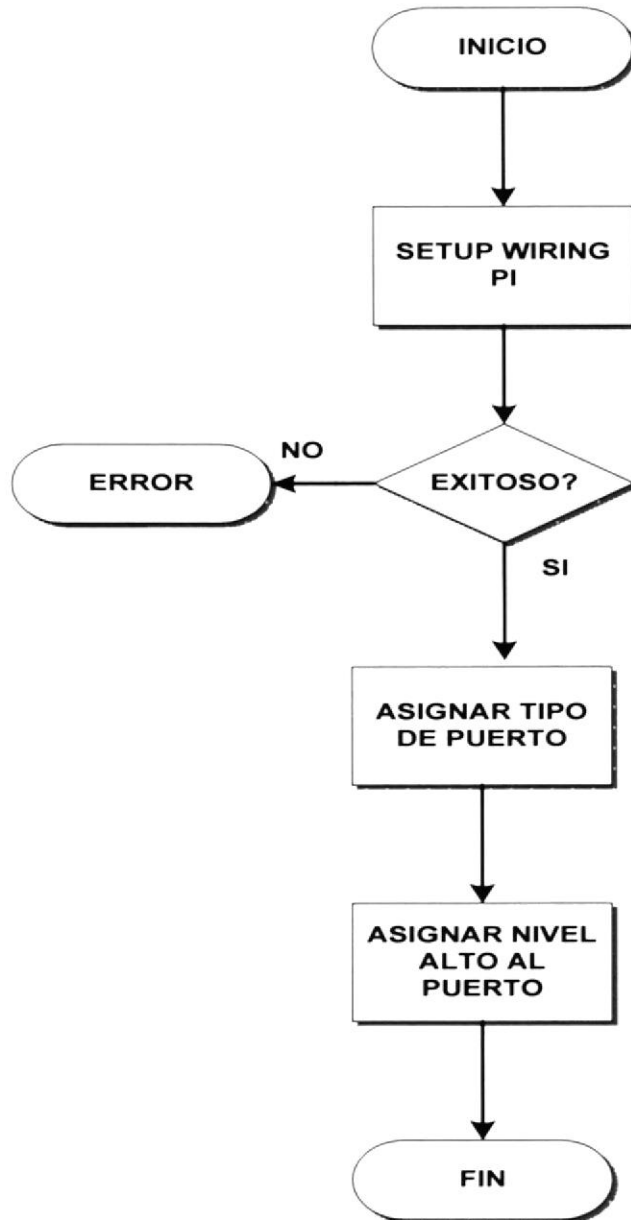 INICIO
SETUP WIRING
PI
NO
ERROR
EXITOSO?
SI
ASIGNAR TIPO
DE PUERTO
ASIGNAR NIVEL
ALTO AL
PUERTO
FIN